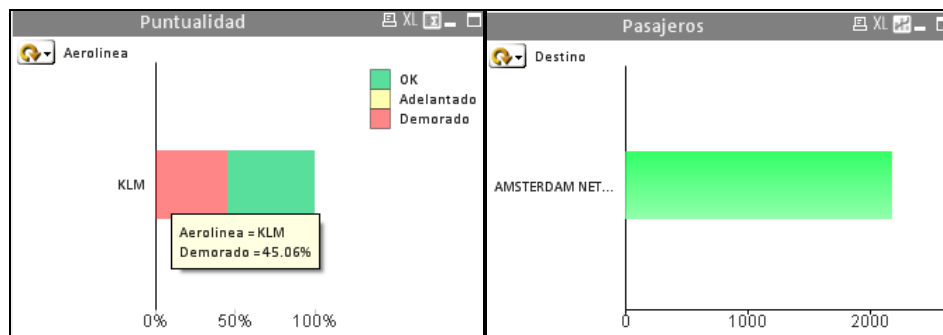 Puntualidad
XL
Aerolinea
OK
Adelantado
Demorado
KLM
Aerolinea = KLM
Demorado =45.06%
0% 50% 100%
Pasajeros
XL
Destino
AMSTERDAM NET...
0 1000 2000